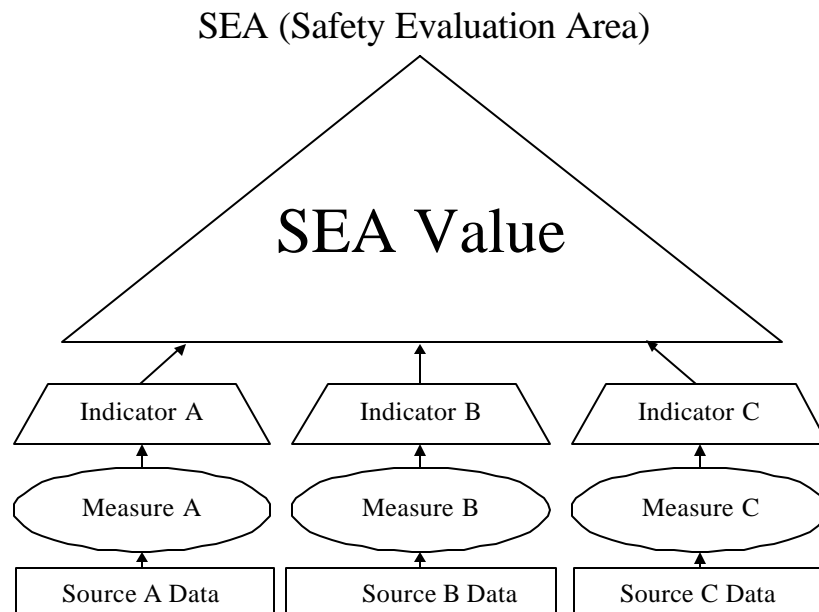 SEA (Safety Evaluation Area)
SEA Value
Indicator A
Indicator B
Indicator C
Measure A
Measure B
Measure C
Source A Data
Source B Data
Source C Data